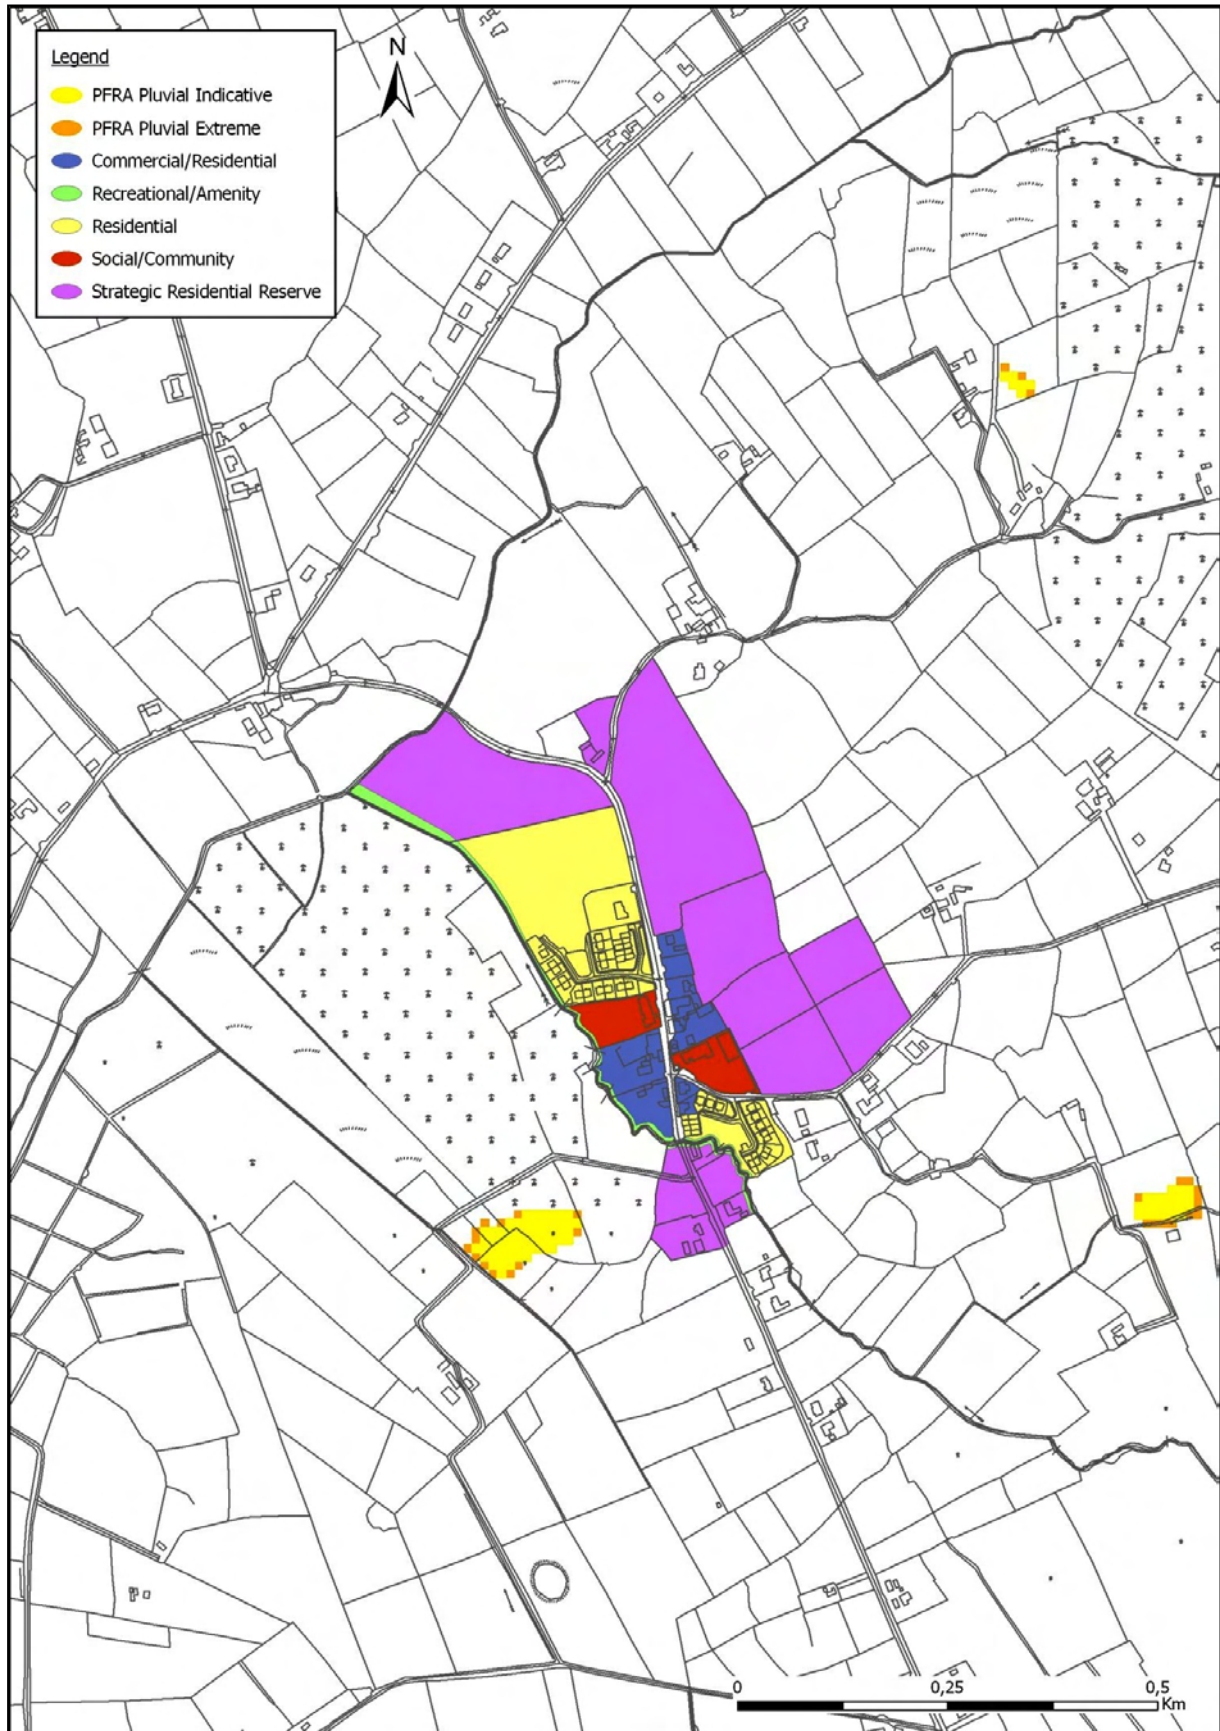 Legend
PFRA Pluvial Indicative
PFRA Pluvial Extreme
Commercial/Residential
Recreational/Amenity
Residential
Social/Community
Strategic Residential Reserve
N
0 0,25 0,5
Km